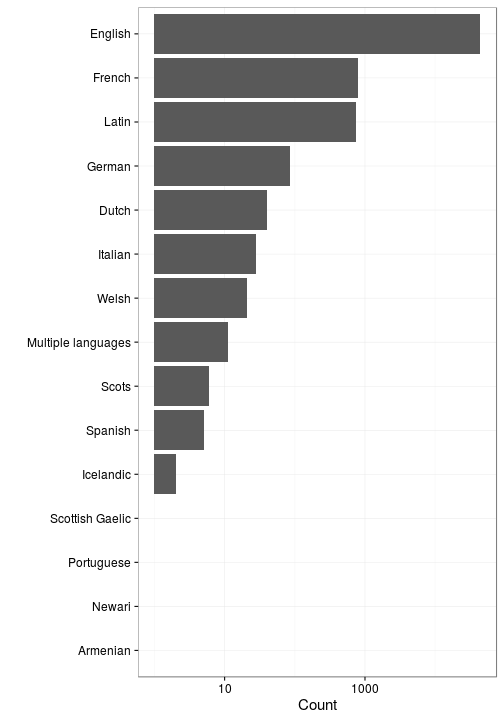 English
French
Latin
German
Dutch
Italian
Welsh
Multiple languages
Scots
Spanish
Icelandic
Scottish Gaelic
Portuguese
Newari
Armenian
10 1000
Count